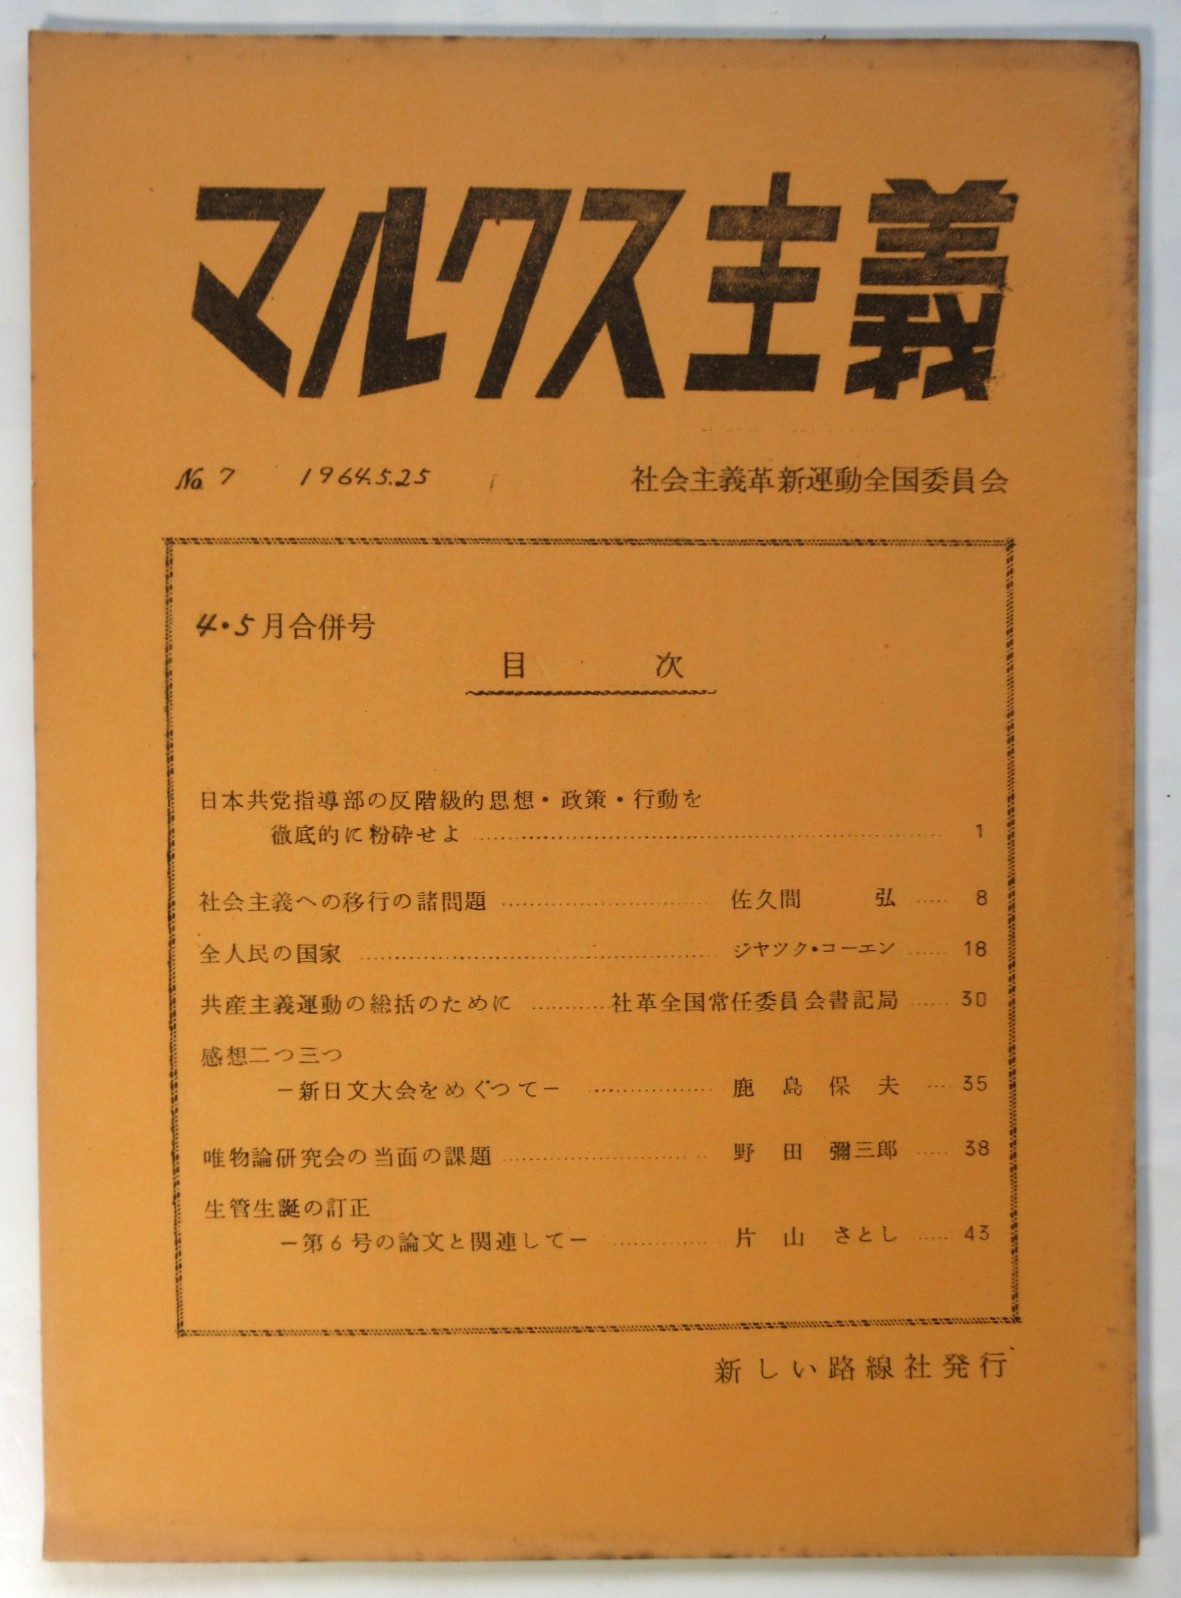 マルクス主義
No. 7 1964.5.25 社会主義革新運動全国委員会
4・5月合併号
目 次
日本共党指導部の反階級的思想・政策・行動を
徹底的に粉砕せよ …… 1
社会主義への移行の諸問題 …… 佐久間 弘 …… 8
全人民の国家 …… ジヤツク・コーエン …… 18
共産主義運動の総括のために …… 社革全国常任委員会書記局 …… 30
感想二つ三つ
－新日文大会をめぐつて－ …… 鹿島保夫 …… 35
唯物論研究会の当面の課題 …… 野田 彌三郎 …… 38
生管生誕の訂正
－第6号の論文と関連して－ …… 片山 さとし …… 43
新しい路線社発行